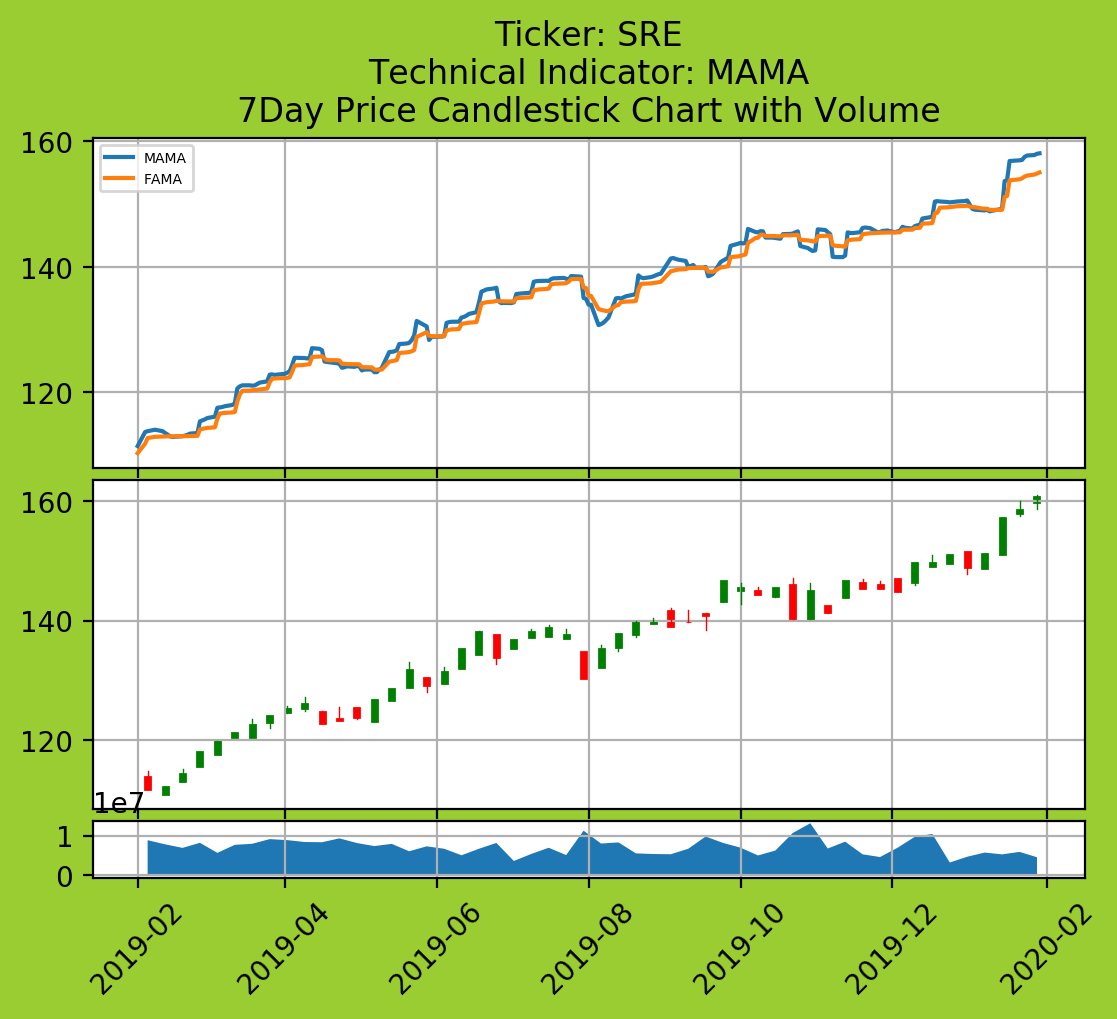 Ticker: SRE
Technical Indicator: MAMA
7Day Price Candlestick Chart with Volume
160
140
120
MAMA
FAMA
160
140
120
1e7
1
0
2019-02
2019-04
2019-06
2019-08
2019-10
2019-12
2020-02